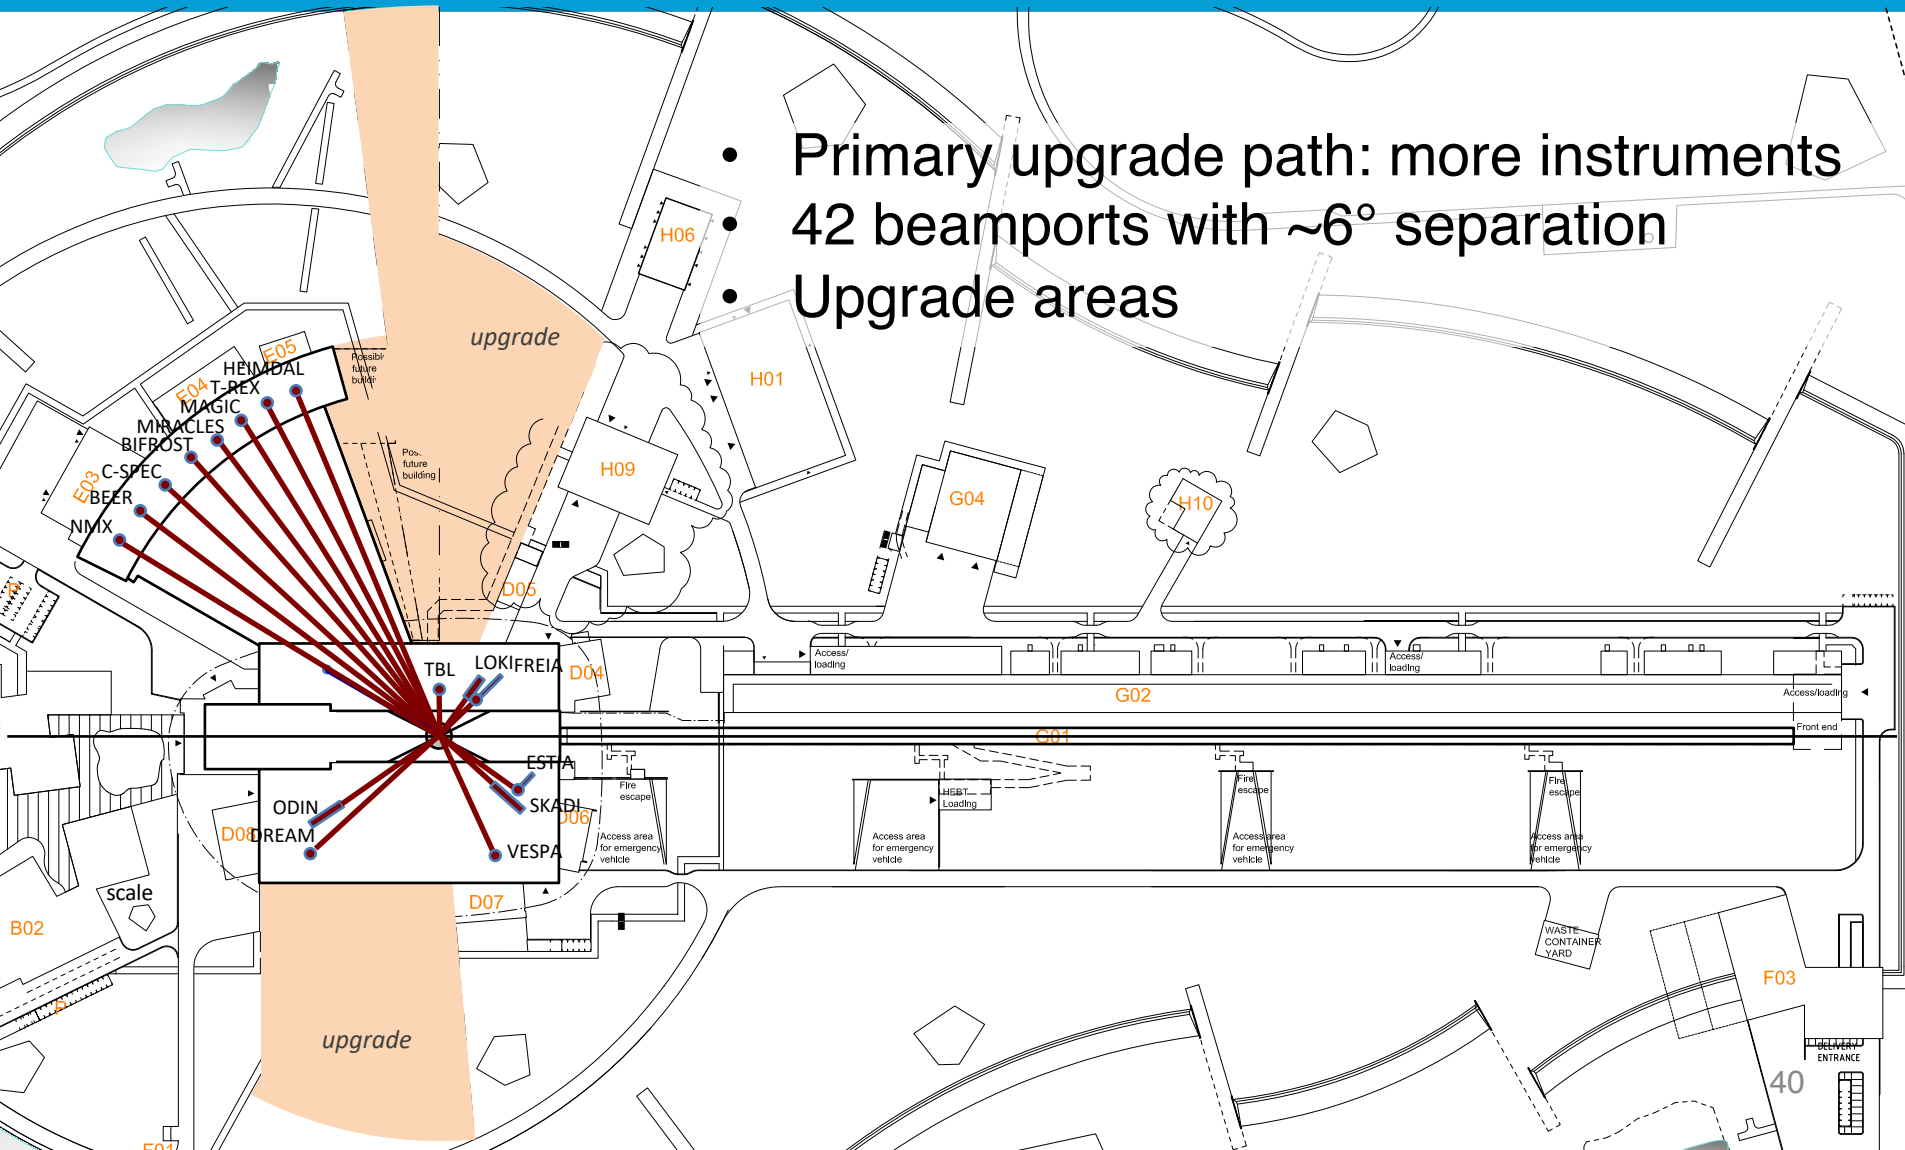 • Primary upgrade path: more instruments
• 42 beamports with ~6° separation
• Upgrade areas
H06
upgrade
E05
HEIMDAL
E04
T-REX
MAGIC
MIRACLES
BIFROST
C-SPEC
E03
BEER
NMX
future
future
building
H01
H09
G04
H10
D05
P
TBL
LOKI
FREIA
D04
Access/
loading
Access/
loading
G02
Access/loading
Front end
G01
ESTIA
SKADI
D06
ODIN
D08
DREAM
VESPA
Fire
escape
HEBT
Loading
Fire
escape
Fire
escape
Access area
for emergency
vehicle
Access area
for emergency
vehicle
Access area
for emergency
vehicle
Access area
for emergency
vehicle
scale
B02
D07
WASTE
CONTAINER
YARD
F03
P
upgrade
DELIVERY
ENTRANCE
40